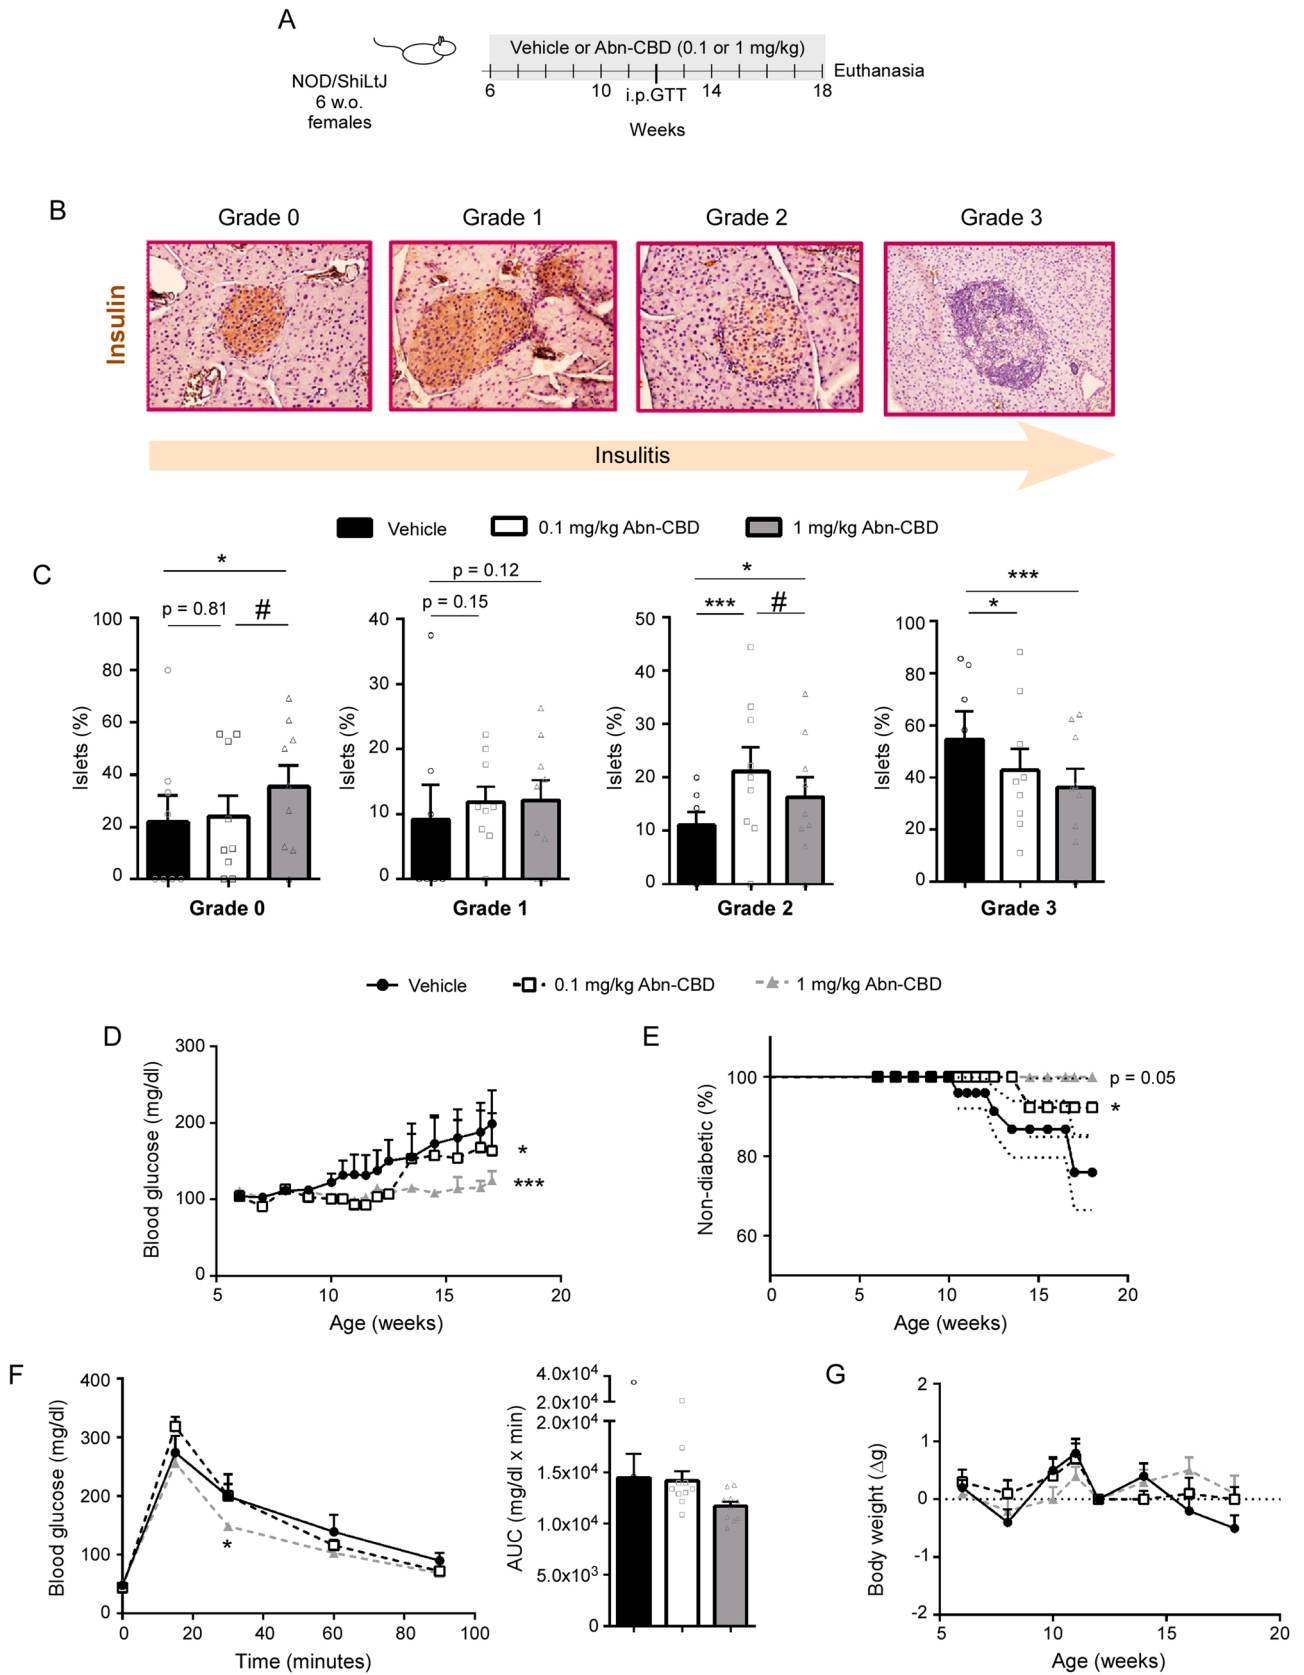 A
Vehicle or Abn-CBD (0.1 or 1 mg/kg)
NOD/ShiLtJ
6 w.o.
females
6 10 i.p.GTT 14 18
Euthanasia
Weeks
B
Grade 0 Grade 1 Grade 2 Grade 3
Insulin
Insulitis
Vehicle 0.1 mg/kg Abn-CBD 1 mg/kg Abn-CBD
C
*
p = 0.81 #
Islets (%)
100
80
60
40
20
0
Grade 0
p = 0.12
p = 0.15
Islets (%)
40
30
20
10
0
Grade 1
*
*** #
Islets (%)
50
40
30
20
10
0
Grade 2
***
*
Islets (%)
100
80
60
40
20
0
Grade 3
Vehicle 0.1 mg/kg Abn-CBD 1 mg/kg Abn-CBD
D
Blood glucose (mg/dl)
300
200
100
0
*
***
5 10 15 20
Age (weeks)
E
Non-diabetic (%)
100
80
60
p = 0.05
*
0 5 10 15 20
Age (weeks)
F
Blood glucose (mg/dl)
400
300
200
100
0
*
0 20 40 60 80 100
Time (minutes)
AUC (mg/dl x min)
4.0x10⁴
2.0x10⁴
2.0x10⁴
1.5x10⁴
1.0x10⁴
5.0x10³
0
G
Body weight (Δg)
2
1
0
-1
-2
5 10 15 20
Age (weeks)